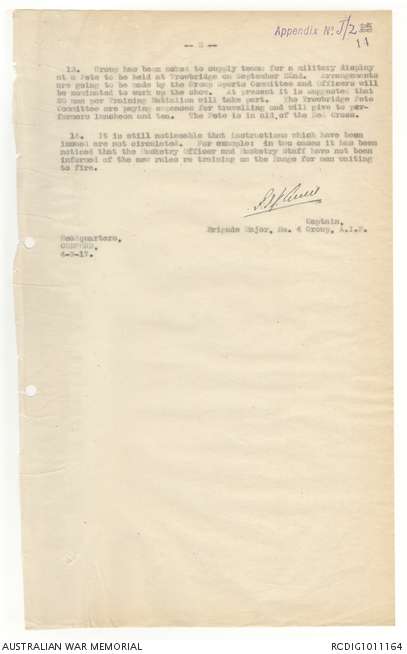 Appendix No J/2
14
-- 2 --
13. Group has been asked to supply teams for a military display
at a Fete to be held at Trowbridge on September 22nd. Arrangements
are going to be made by the Group Sports Committee and Officers will
be nominated to work up the show. At present it is suggested that
20 men per Training Battalion will take part. The Trowbridge Fete
Committee are paying expenses for travelling and will give to per-
formers luncheon and tea. The Fete is in aid of the Red Cross.
14. It is still noticeable that instructions which have been
issued are not circulated. For example: in two cases it has been
noticed that the Musketry Officer and Musketry Staff have not been
informed of the new rules re training on the Range for men waiting
to fire.
Captain,
Brigade Major, No. 4 Group, A.I.F.
Headquarters,
CODFORD,
AUSTRALIAN WAR MEMORIAL
RCDIG1011164